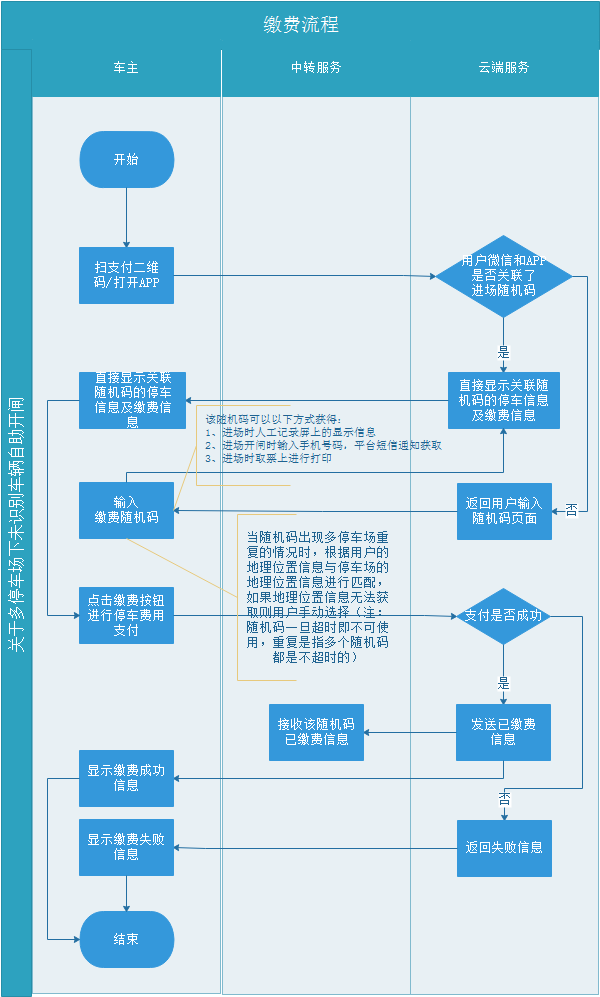 缴费流程
关于多停车场下未识别车辆自助开闸
车主
中转服务
云端服务
开始
扫支付二维
码/打开APP
用户微信和APP
是否关联了
进场随机码
是
直接显示关联
随机码的停车
信息及缴费信
息
直接显示关联随
机码的停车信息
及缴费信息
该随机码可以以下方式获得：
1、进场时人工记录屏上的显示信息
2、进场开闸时输入手机号码，平台短信通知获取
3、进场时取票上进行打印
输入
缴费随机码
返回用户输入
随机码页面
否
当随机码出现多停车场重
复的情况时，根据用户的
地理位置信息与停车场的
地理位置信息进行匹配，
如果地理位置信息无法获
取则用户手动选择（注：
随机码一旦超时即不可使
用，重复是指多个随机码
都是不超时的）
点击缴费按钮
进行停车费用
支付
支付是否成功
是
接收该随机码
已缴费信息
发送已缴费
信息
显示缴费成功
信息
否
显示缴费失败
信息
返回失败信息
结束